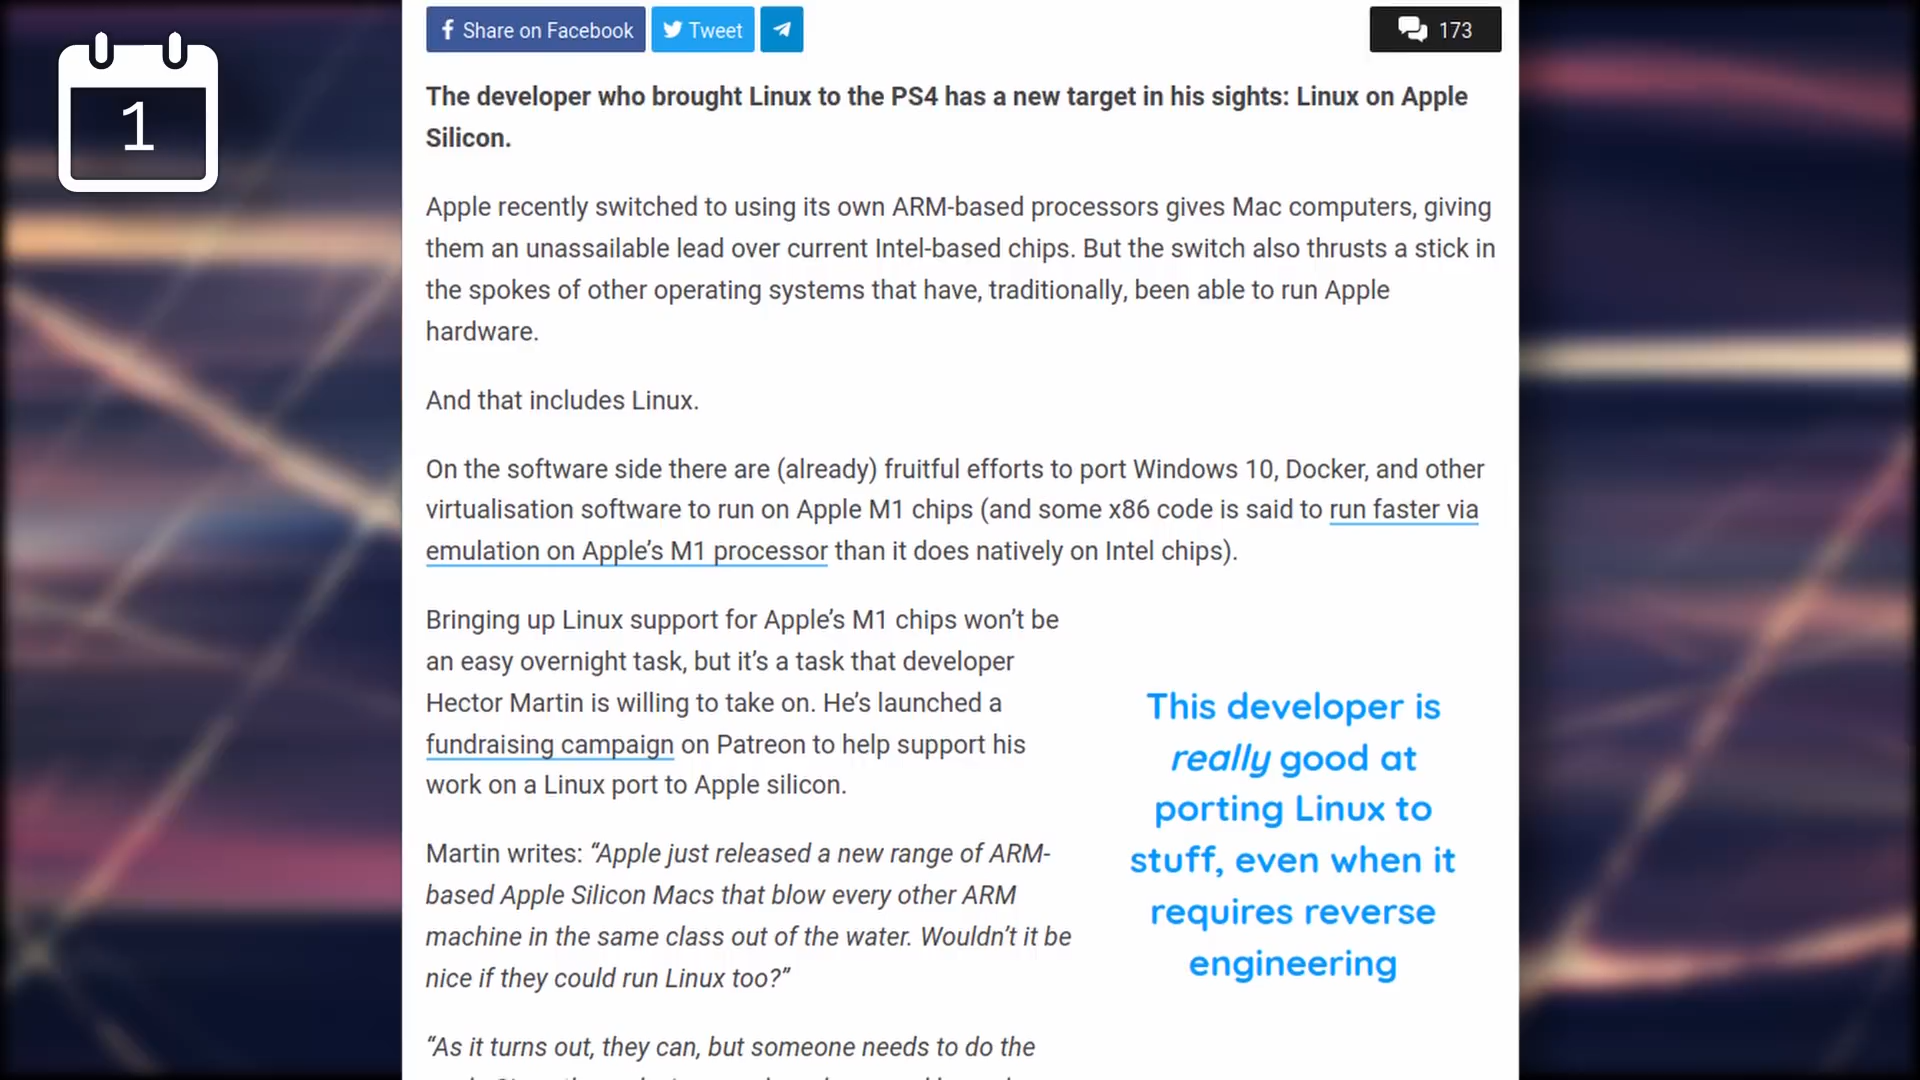 1
Share on Facebook
Tweet
173
The developer who brought Linux to the PS4 has a new target in his sights: Linux on Apple
Silicon.
Apple recently switched to using its own ARM-based processors gives Mac computers, giving
them an unassailable lead over current Intel-based chips. But the switch also thrusts a stick in
the spokes of other operating systems that have, traditionally, been able to run Apple
hardware.
And that includes Linux.
On the software side there are (already) fruitful efforts to port Windows 10, Docker, and other
virtualisation software to run on Apple M1 chips (and some x86 code is said to run faster via
emulation on Apple’s M1 processor than it does natively on Intel chips).
Bringing up Linux support for Apple’s M1 chips won’t be
an easy overnight task, but it’s a task that developer
Hector Martin is willing to take on. He’s launched a
fundraising campaign on Patreon to help support his
work on a Linux port to Apple silicon.
This developer is
really good at
porting Linux to
stuff, even when it
requires reverse
engineering
Martin writes: “Apple just released a new range of ARM-
based Apple Silicon Macs that blow every other ARM
machine in the same class out of the water. Wouldn’t it be
nice if they could run Linux too?”
“As it turns out, they can, but someone needs to do the